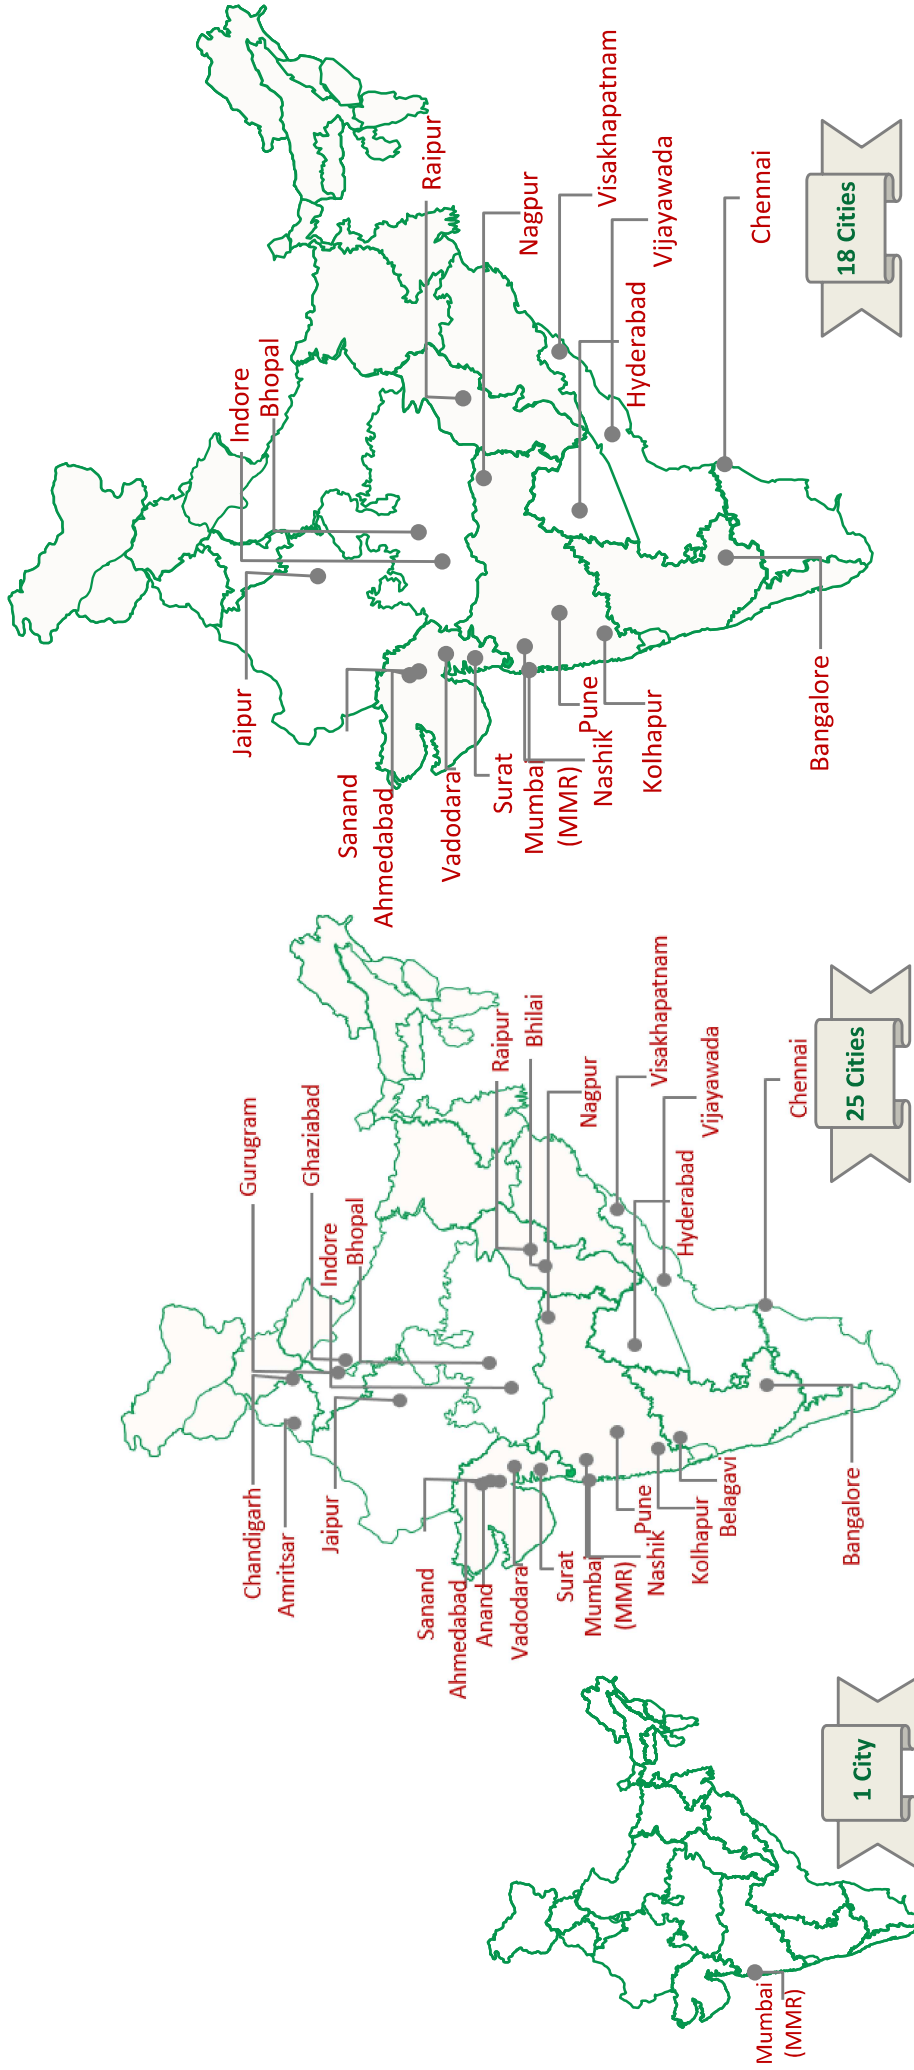 Mumbai
(MMR)
1 City
Gurugram
Ghaziabad
Indore
Bhopal
Chandigarh
Amritsar
Jaipur
Raipur
Bhilai
Nagpur
Visakhapatnam
Vijayawada
Hyderabad
Chennai
Sanand
Ahmedabad
Anand
Vadodara
Surat
Mumbai
(MMR)
Pune
Nashik
Kolhapur
Belagavi
Bangalore
25 Cities
Indore
Bhopal
Jaipur
Raipur
Nagpur
Visakhapatnam
Vijayawada
Hyderabad
Chennai
Sanand
Ahmedabad
Vadodara
Surat
Mumbai
(MMR)
Pune
Nashik
Kolhapur
Bangalore
18 Cities